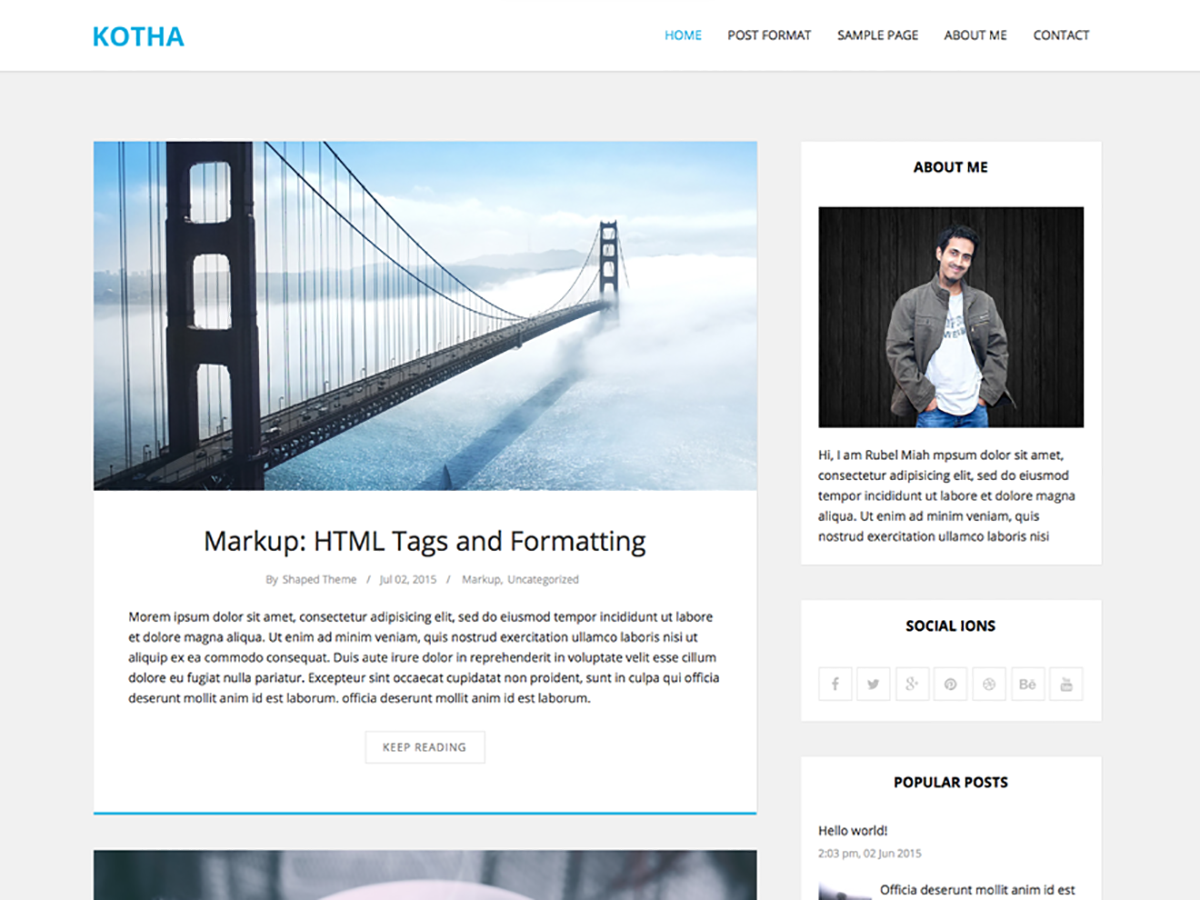 KOTHA
HOME POST FORMAT SAMPLE PAGE ABOUT ME CONTACT
Markup: HTML Tags and Formatting
By Shaped Theme / Jul 02, 2015 / Markup, Uncategorized
Morem ipsum dolor sit amet, consectetur adipisicing elit, sed do eiusmod tempor incididunt ut labore
et dolore magna aliqua. Ut enim ad minim veniam, quis nostrud exercitation ullamco laboris nisi ut
aliquip ex ea commodo consequat. Duis aute irure dolor in reprehenderit in voluptate velit esse cillum
dolore eu fugiat nulla pariatur. Excepteur sint occaecat cupidatat non proident, sunt in culpa qui officia
deserunt mollit anim id est laborum. officia deserunt mollit anim id est laborum.
KEEP READING
ABOUT ME
Hi, I am Rubel Miah mpsum dolor sit amet,
consectetur adipisicing elit, sed do eiusmod
tempor incididunt ut labore et dolore magna
aliqua. Ut enim ad minim veniam, quis
nostrud exercitation ullamco laboris nisi
SOCIAL IONS
POPULAR POSTS
Hello world!
2:03 pm, 02 Jun 2015
Officia deserunt mollit anim id est